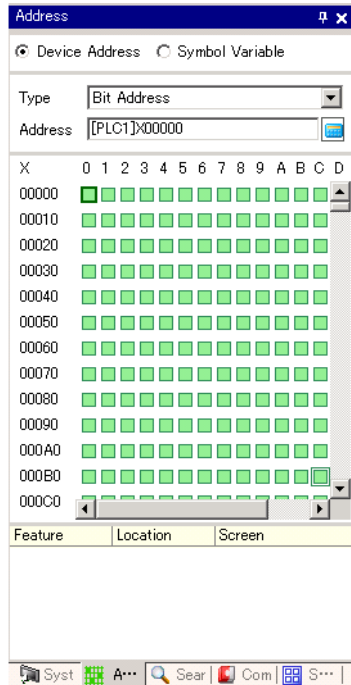 Address
Device Address Symbol Variable
Type Bit Address
Address [PLC1]X00000
X 0 1 2 3 4 5 6 7 8 9 A B C D
00000
00010
00020
00030
00040
00050
00060
00070
00080
00090
000A0
000B0
000C0
Feature Location Screen
Syst A··· Sear Com S···